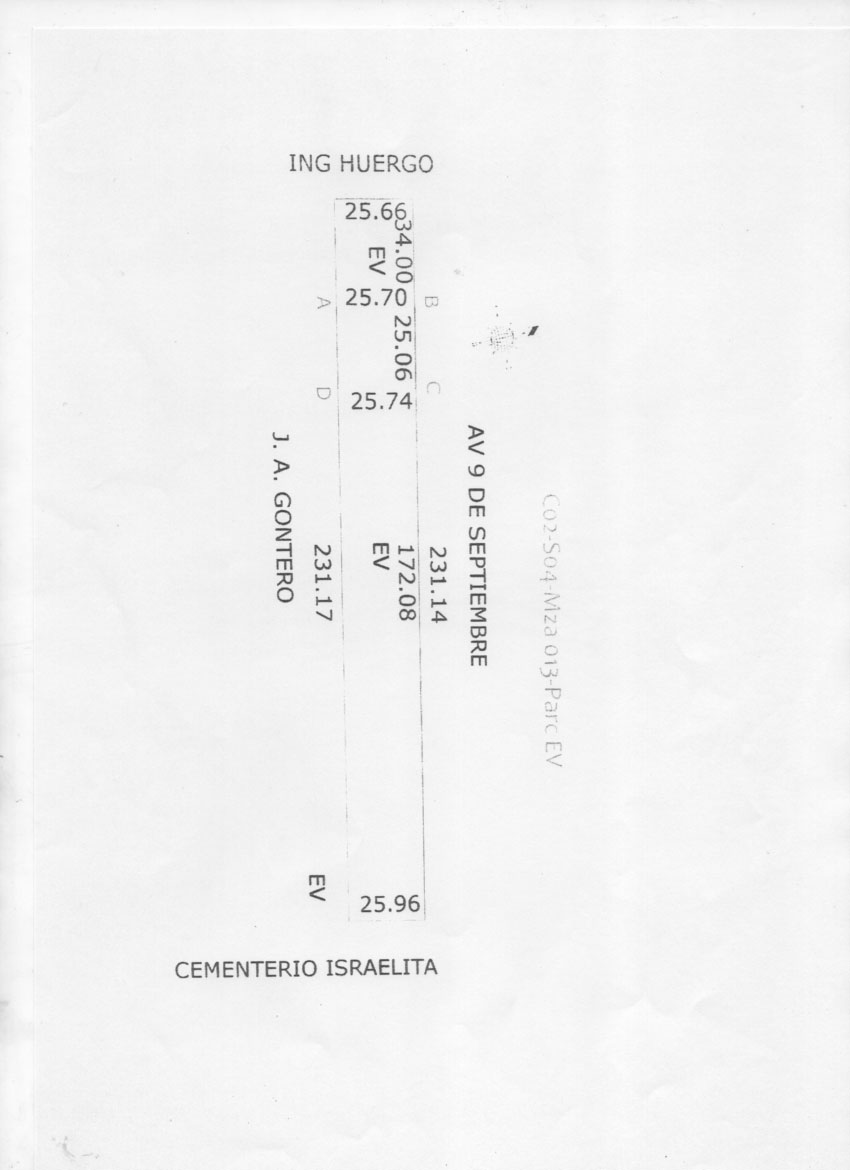 ING HUERGO
25.66
34.00
EV
25.70
A
B
25.06
D
C
25.74
J. A. GONTERO
AV 9 DE SEPTIEMBRE
C02-S04-Mza 013-Parc EV
231.17
172.08
EV
231.14
EV
25.96
CEMENTERIO ISRAELITA